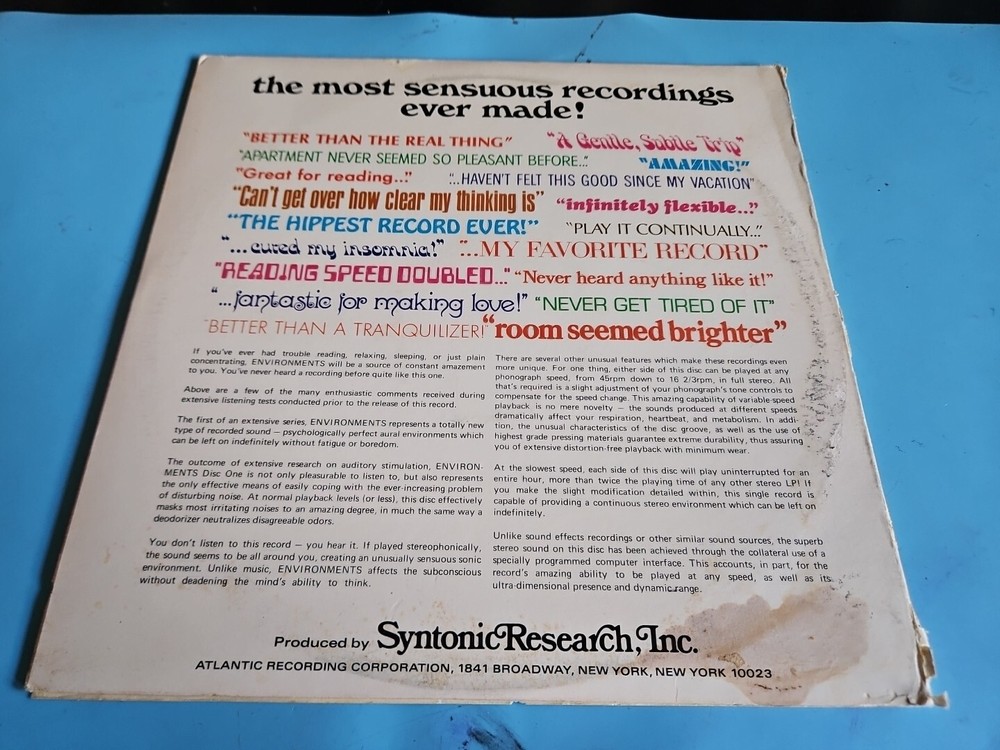 the most sensuous recordings
ever made!
"BETTER THAN THE REAL THING" "A Gentle, Subtle Trip"
"APARTMENT NEVER SEEMED SO PLEASANT BEFORE..." "AMAZING!"
"Great for reading..." "...HAVEN'T FELT THIS GOOD SINCE MY VACATION"
"Can't get over how clear my thinking is" "infinitely flexible..."
"THE HIPPEST RECORD EVER!" "PLAY IT CONTINUALLY..."
"...cured my insomnia!" "...MY FAVORITE RECORD"
"READING SPEED DOUBLED..." "Never heard anything like it!"
"...fantastic for making love!" "NEVER GET TIRED OF IT"
"BETTER THAN A TRANQUILIZER!" "room seemed brighter"
If you've ever had trouble reading, relaxing, sleeping, or just plain
concentrating, ENVIRONMENTS will be a source of constant amazement
to you. You've never heard a recording before quite like this one.
Above are a few of the many enthusiastic comments received during
extensive listening tests conducted prior to the release of this record.
The first of an extensive series, ENVIRONMENTS represents a totally new
type of recorded sound — psychologically perfect aural environments which
can be left on indefinitely without fatigue or boredom.
The outcome of extensive research on auditory stimulation, ENVIRON-
MENTS Disc One is not only pleasurable to listen to, but also represents
the only effective means of easily coping with the ever-increasing problem
of disturbing noise. At normal playback levels (or less), this disc effectively
masks most irritating noises to an amazing degree, in much the same way a
deodorizer neutralizes disagreeable odors.
You don't listen to this record — you hear it. If played stereophonically,
the sound seems to be all around you, creating an unusually sensuous sonic
environment. Unlike music, ENVIRONMENTS affects the subconscious
without deadening the mind's ability to think.
There are several other unusual features which make these recordings even
more unique. For one thing, either side of this disc can be played at any
phonograph speed, from 45rpm down to 16 2/3rpm, in full stereo. All
that's required is a slight adjustment of your phonograph's tone controls to
compensate for the speed change. This amazing capability of variable-speed
playback is no mere novelty — the sounds produced at different speeds
dramatically affect your respiration, heartbeat, and metabolism. In addi-
tion, the unusual characteristics of the disc groove, as well as the use of
highest grade pressing materials guarantee extreme durability, thus assuring
you of extensive distortion-free playback with minimum wear.
At the slowest speed, each side of this disc will play uninterrupted for an
entire hour, more than twice the playing time of any other stereo LP! If
you make the slight modification detailed within, this single record is
capable of providing a continuous stereo environment which can be left on
indefinitely.
Unlike sound effects recordings or other similar sound sources, the superb
stereo sound on this disc has been achieved through the collateral use of a
specially programmed computer interface. This accounts, in part, for the
record's amazing ability to be played at any speed, as well as its
ultra-dimensional presence and dynamic range.
Produced by Syntonic Research, Inc.
ATLANTIC RECORDING CORPORATION, 1841 BROADWAY, NEW YORK, NEW YORK 10023